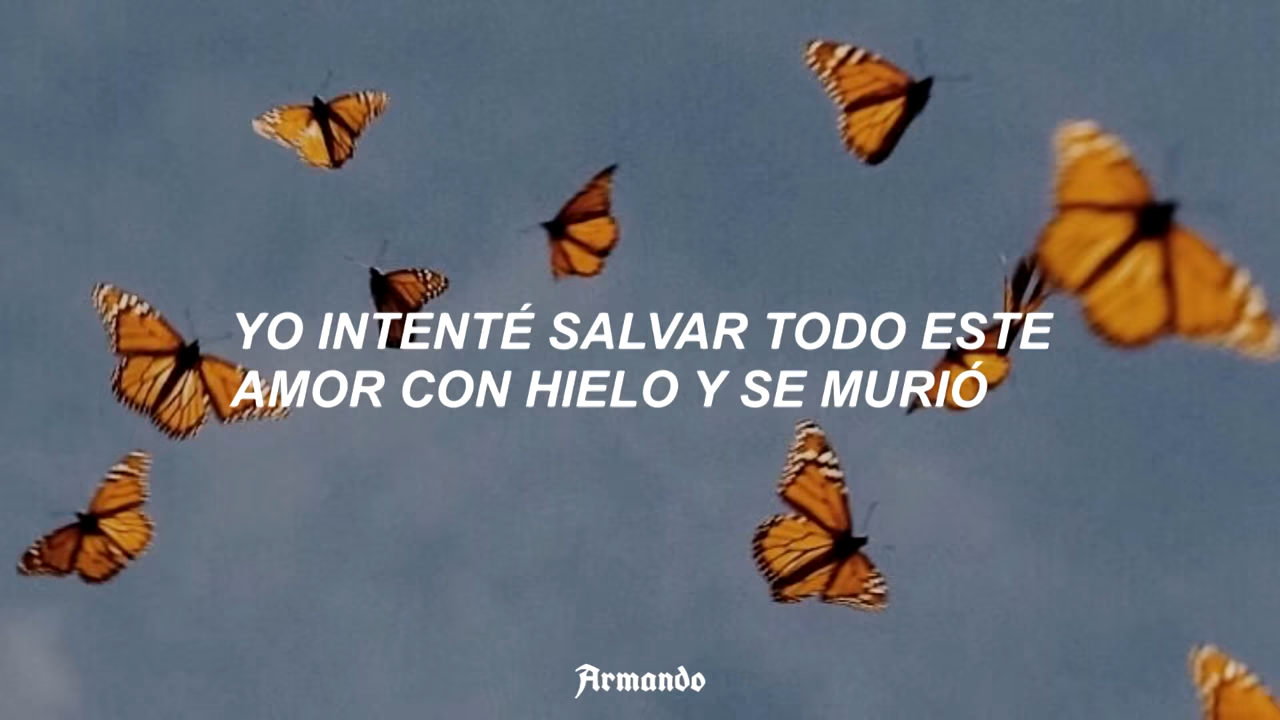 YO INTENTÉ SALVAR TODO ESTE
AMOR CON HIELO Y SE MURIÓ
Armando